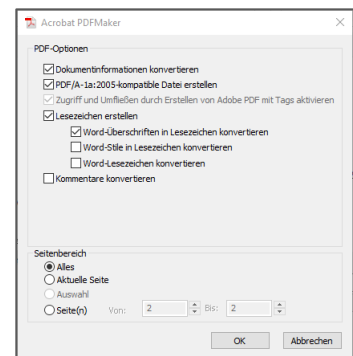 Acrobat PDFMaker
PDF-Optionen
Dokumentinformationen konvertieren
PDF/A-1a:2005-kompatible Datei erstellen
Zugriff und Umfließen durch Erstellen von Adobe PDF mit Tags aktivieren
Lesezeichen erstellen
Word-Überschriften in Lesezeichen konvertieren
Word-Stile in Lesezeichen konvertieren
Word-Lesezeichen konvertieren
Kommentare konvertieren
Seitenbereich
Alles
Aktuelle Seite
Auswahl
Seite(n) Von: 2 Bis: 2
OK Abbrechen